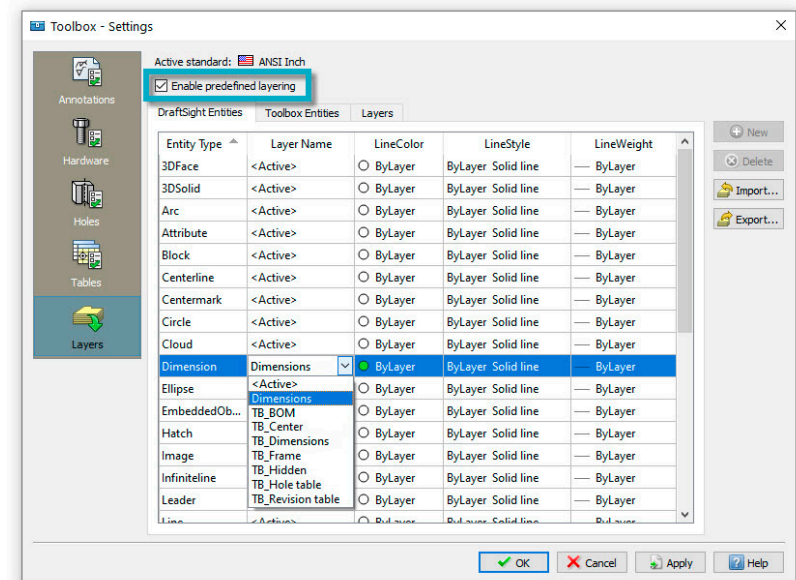 Toolbox - Settings
Active standard: ANSI Inch
Enable predefined layering
Annotations
Hardware
Holes
Tables
Layers
DraftSight Entities Toolbox Entities Layers
Entity Type Layer Name LineColor LineStyle LineWeight
3DFace <Active> ByLayer ByLayer Solid line ByLayer
3DSolid <Active> ByLayer ByLayer Solid line ByLayer
Arc <Active> ByLayer ByLayer Solid line ByLayer
Attribute <Active> ByLayer ByLayer Solid line ByLayer
Block <Active> ByLayer ByLayer Solid line ByLayer
Centerline <Active> ByLayer ByLayer Solid line ByLayer
Centermark <Active> ByLayer ByLayer Solid line ByLayer
Circle <Active> ByLayer ByLayer Solid line ByLayer
Cloud <Active> ByLayer ByLayer Solid line ByLayer
Dimension Dimensions ByLayer ByLayer Solid line ByLayer
Ellipse ByLayer ByLayer Solid line ByLayer
EmbeddedOb... ByLayer ByLayer Solid line ByLayer
Hatch ByLayer ByLayer Solid line ByLayer
Image ByLayer ByLayer Solid line ByLayer
Infiniteline ByLayer ByLayer Solid line ByLayer
Leader ByLayer ByLayer Solid line ByLayer
Line <Active> ByLayer ByLayer Solid line ByLayer
<Active>
Dimensions
TB_BOM
TB_Center
TB_Dimensions
TB_Frame
TB_Hidden
TB_Hole table
TB_Revision table
New
Delete
Import...
Export...
OK Cancel Apply Help